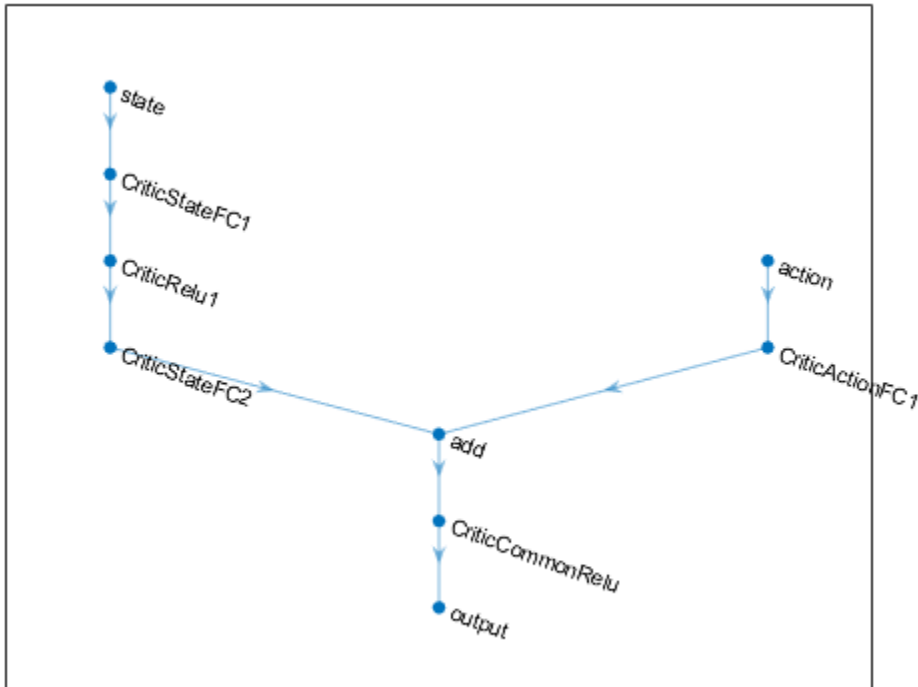 state
CriticStateFC1
CriticRelu1
action
CriticStateFC2
CriticActionFC1
add
CriticCommonRelu
output